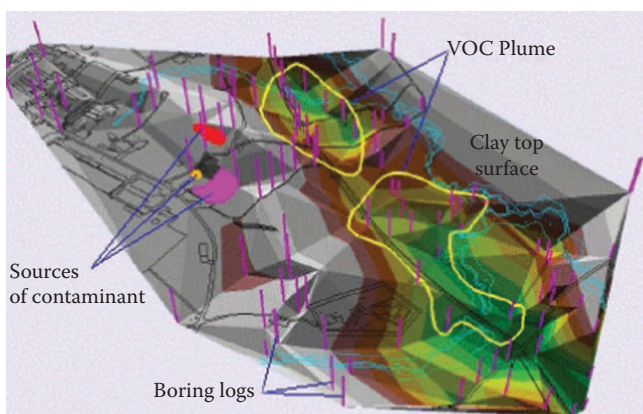 VOC Plume
Clay top
surface
Sources
of contaminant
Boring logs